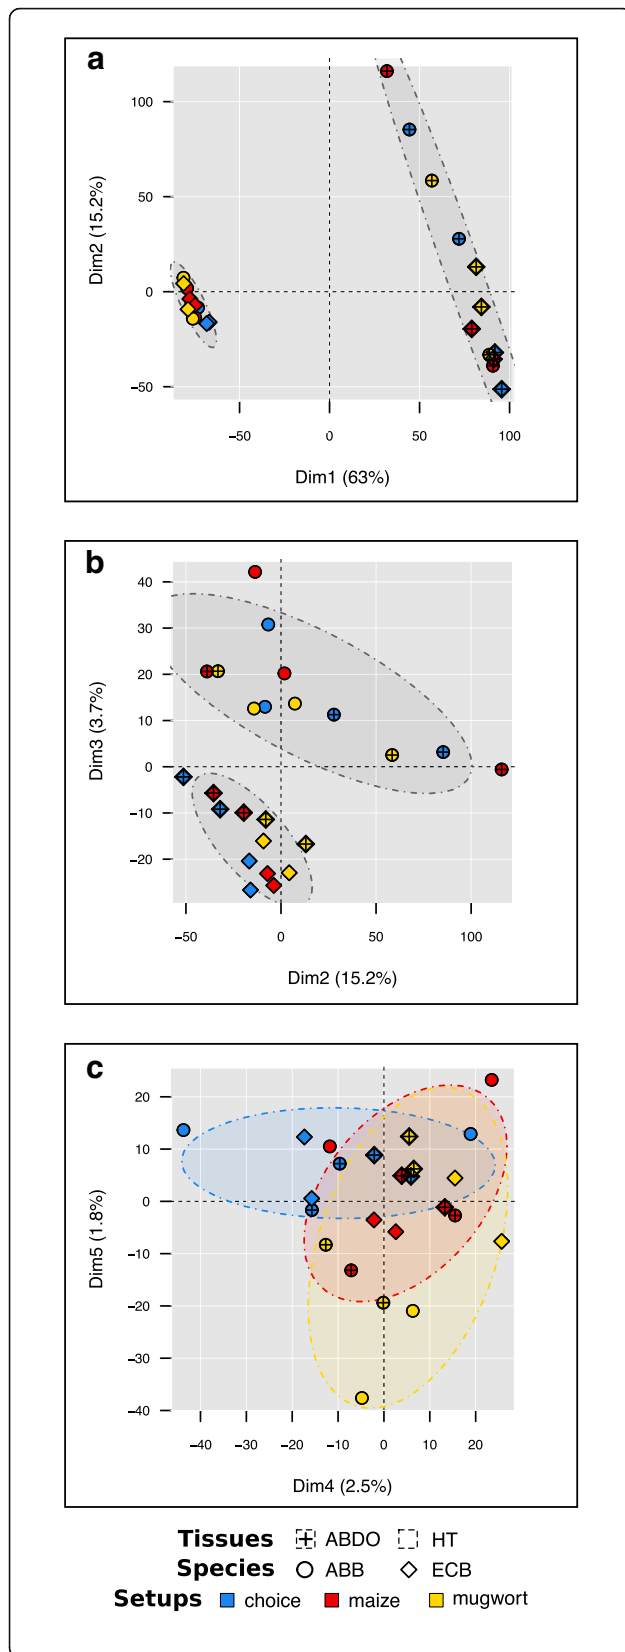 a
100
50
0
−50
Dim2 (15.2%)
−50 0 50 100
Dim1 (63%)
b
40
30
20
10
0
−10
−20
Dim3 (3.7%)
−50 0 50 100
Dim2 (15.2%)
c
20
10
0
−10
−20
−30
−40
Dim5 (1.8%)
−40 −30 −20 −10 0 10 20
Dim4 (2.5%)
Tissues ABDO HT
Species ABB ECB
Setups choice maize mugwort